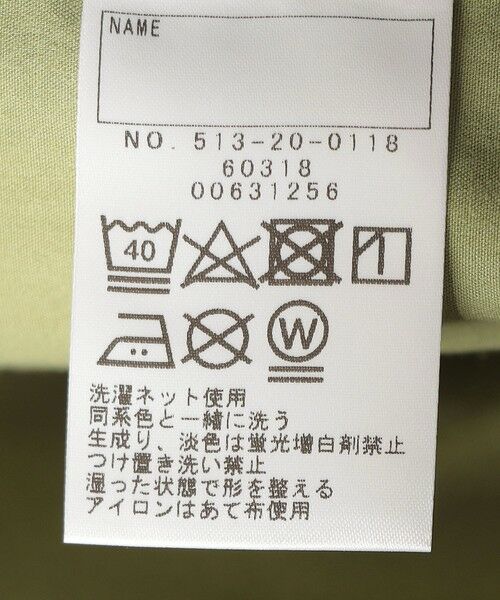 NAME
NO. 513-20-0118
60318
00631256
40
W
洗濯ネット使用
同系色と一緒に洗う
生成り、淡色は蛍光増白剤禁止
つけ置き洗い禁止
湿った状態で形を整える
アイロンはあて布使用